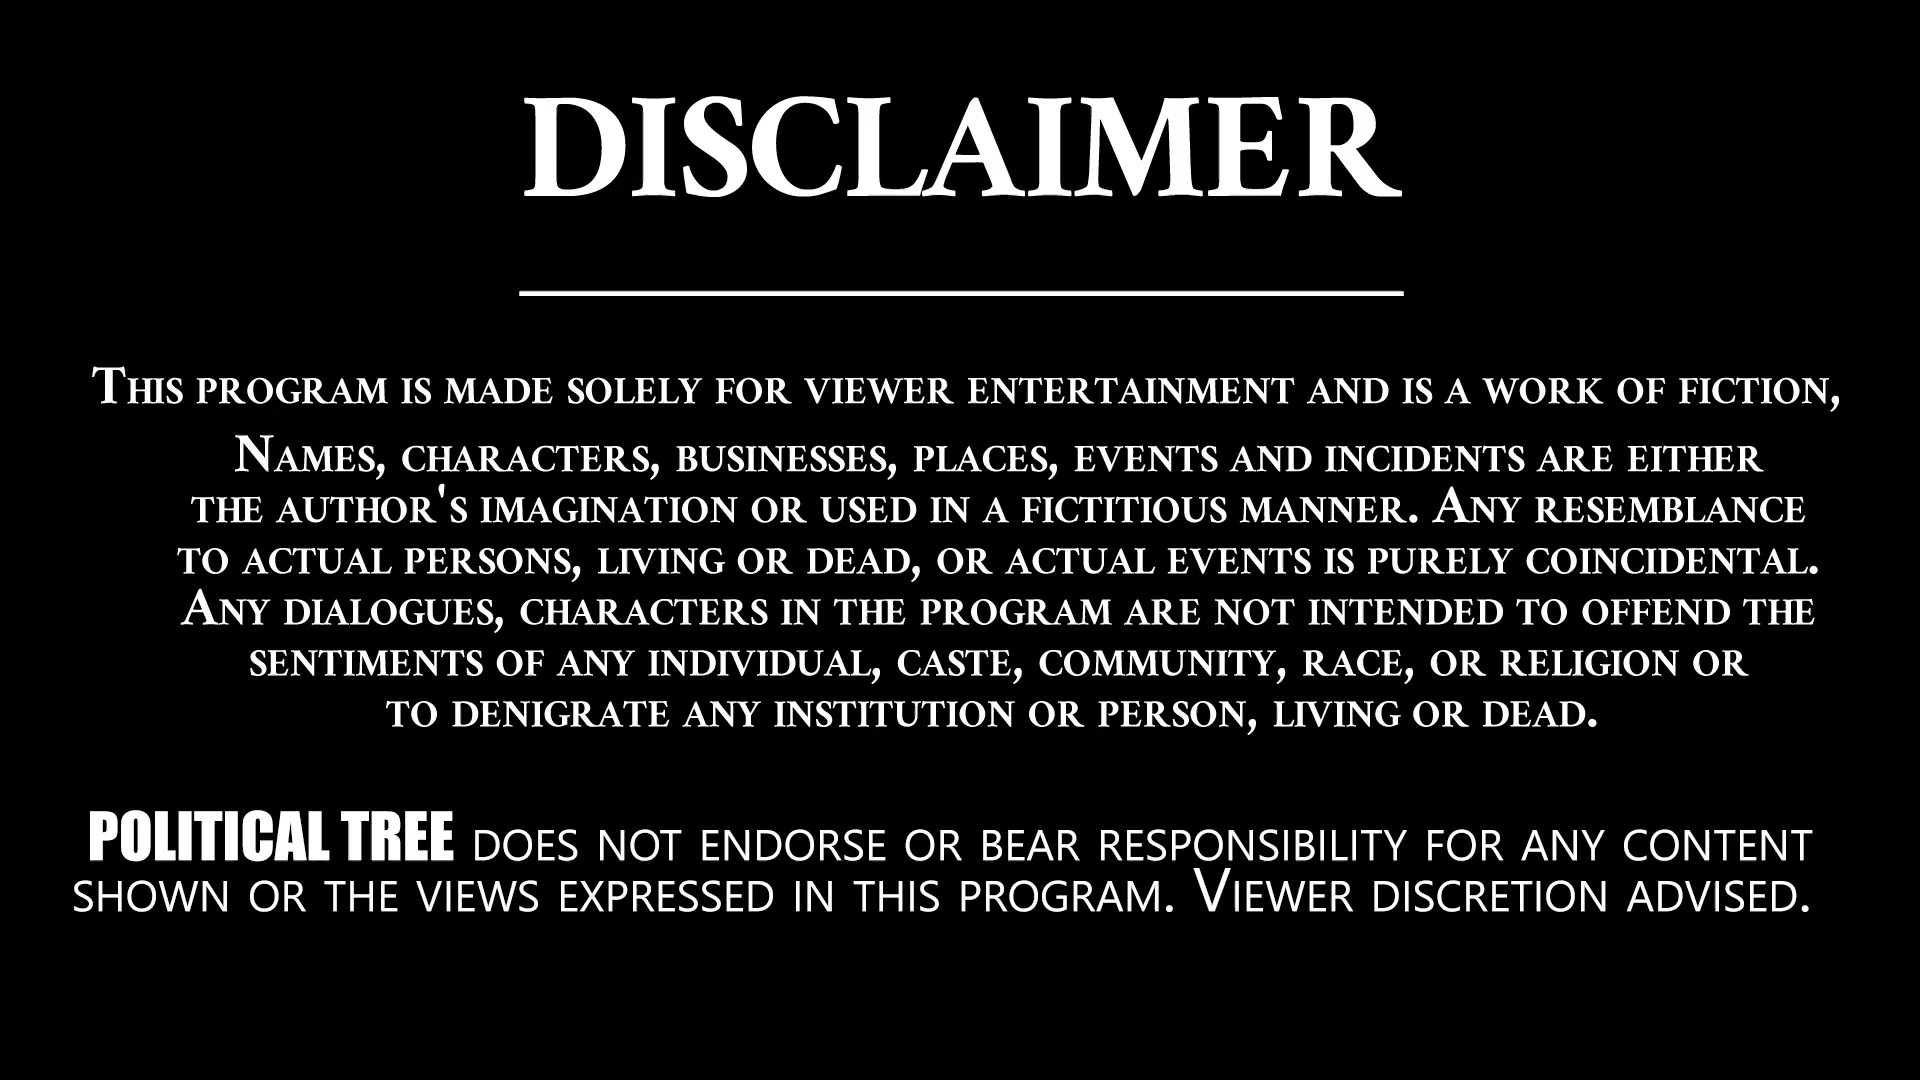 DISCLAIMER
This program is made solely for viewer entertainment and is a work of fiction,
Names, characters, businesses, places, events and incidents are either
the author's imagination or used in a fictitious manner. Any resemblance
to actual persons, living or dead, or actual events is purely coincidental.
Any dialogues, characters in the program are not intended to offend the
sentiments of any individual, caste, community, race, or religion or
to denigrate any institution or person, living or dead.
POLITICAL TREE does not endorse or bear responsibility for any content
shown or the views expressed in this program. Viewer discretion advised.